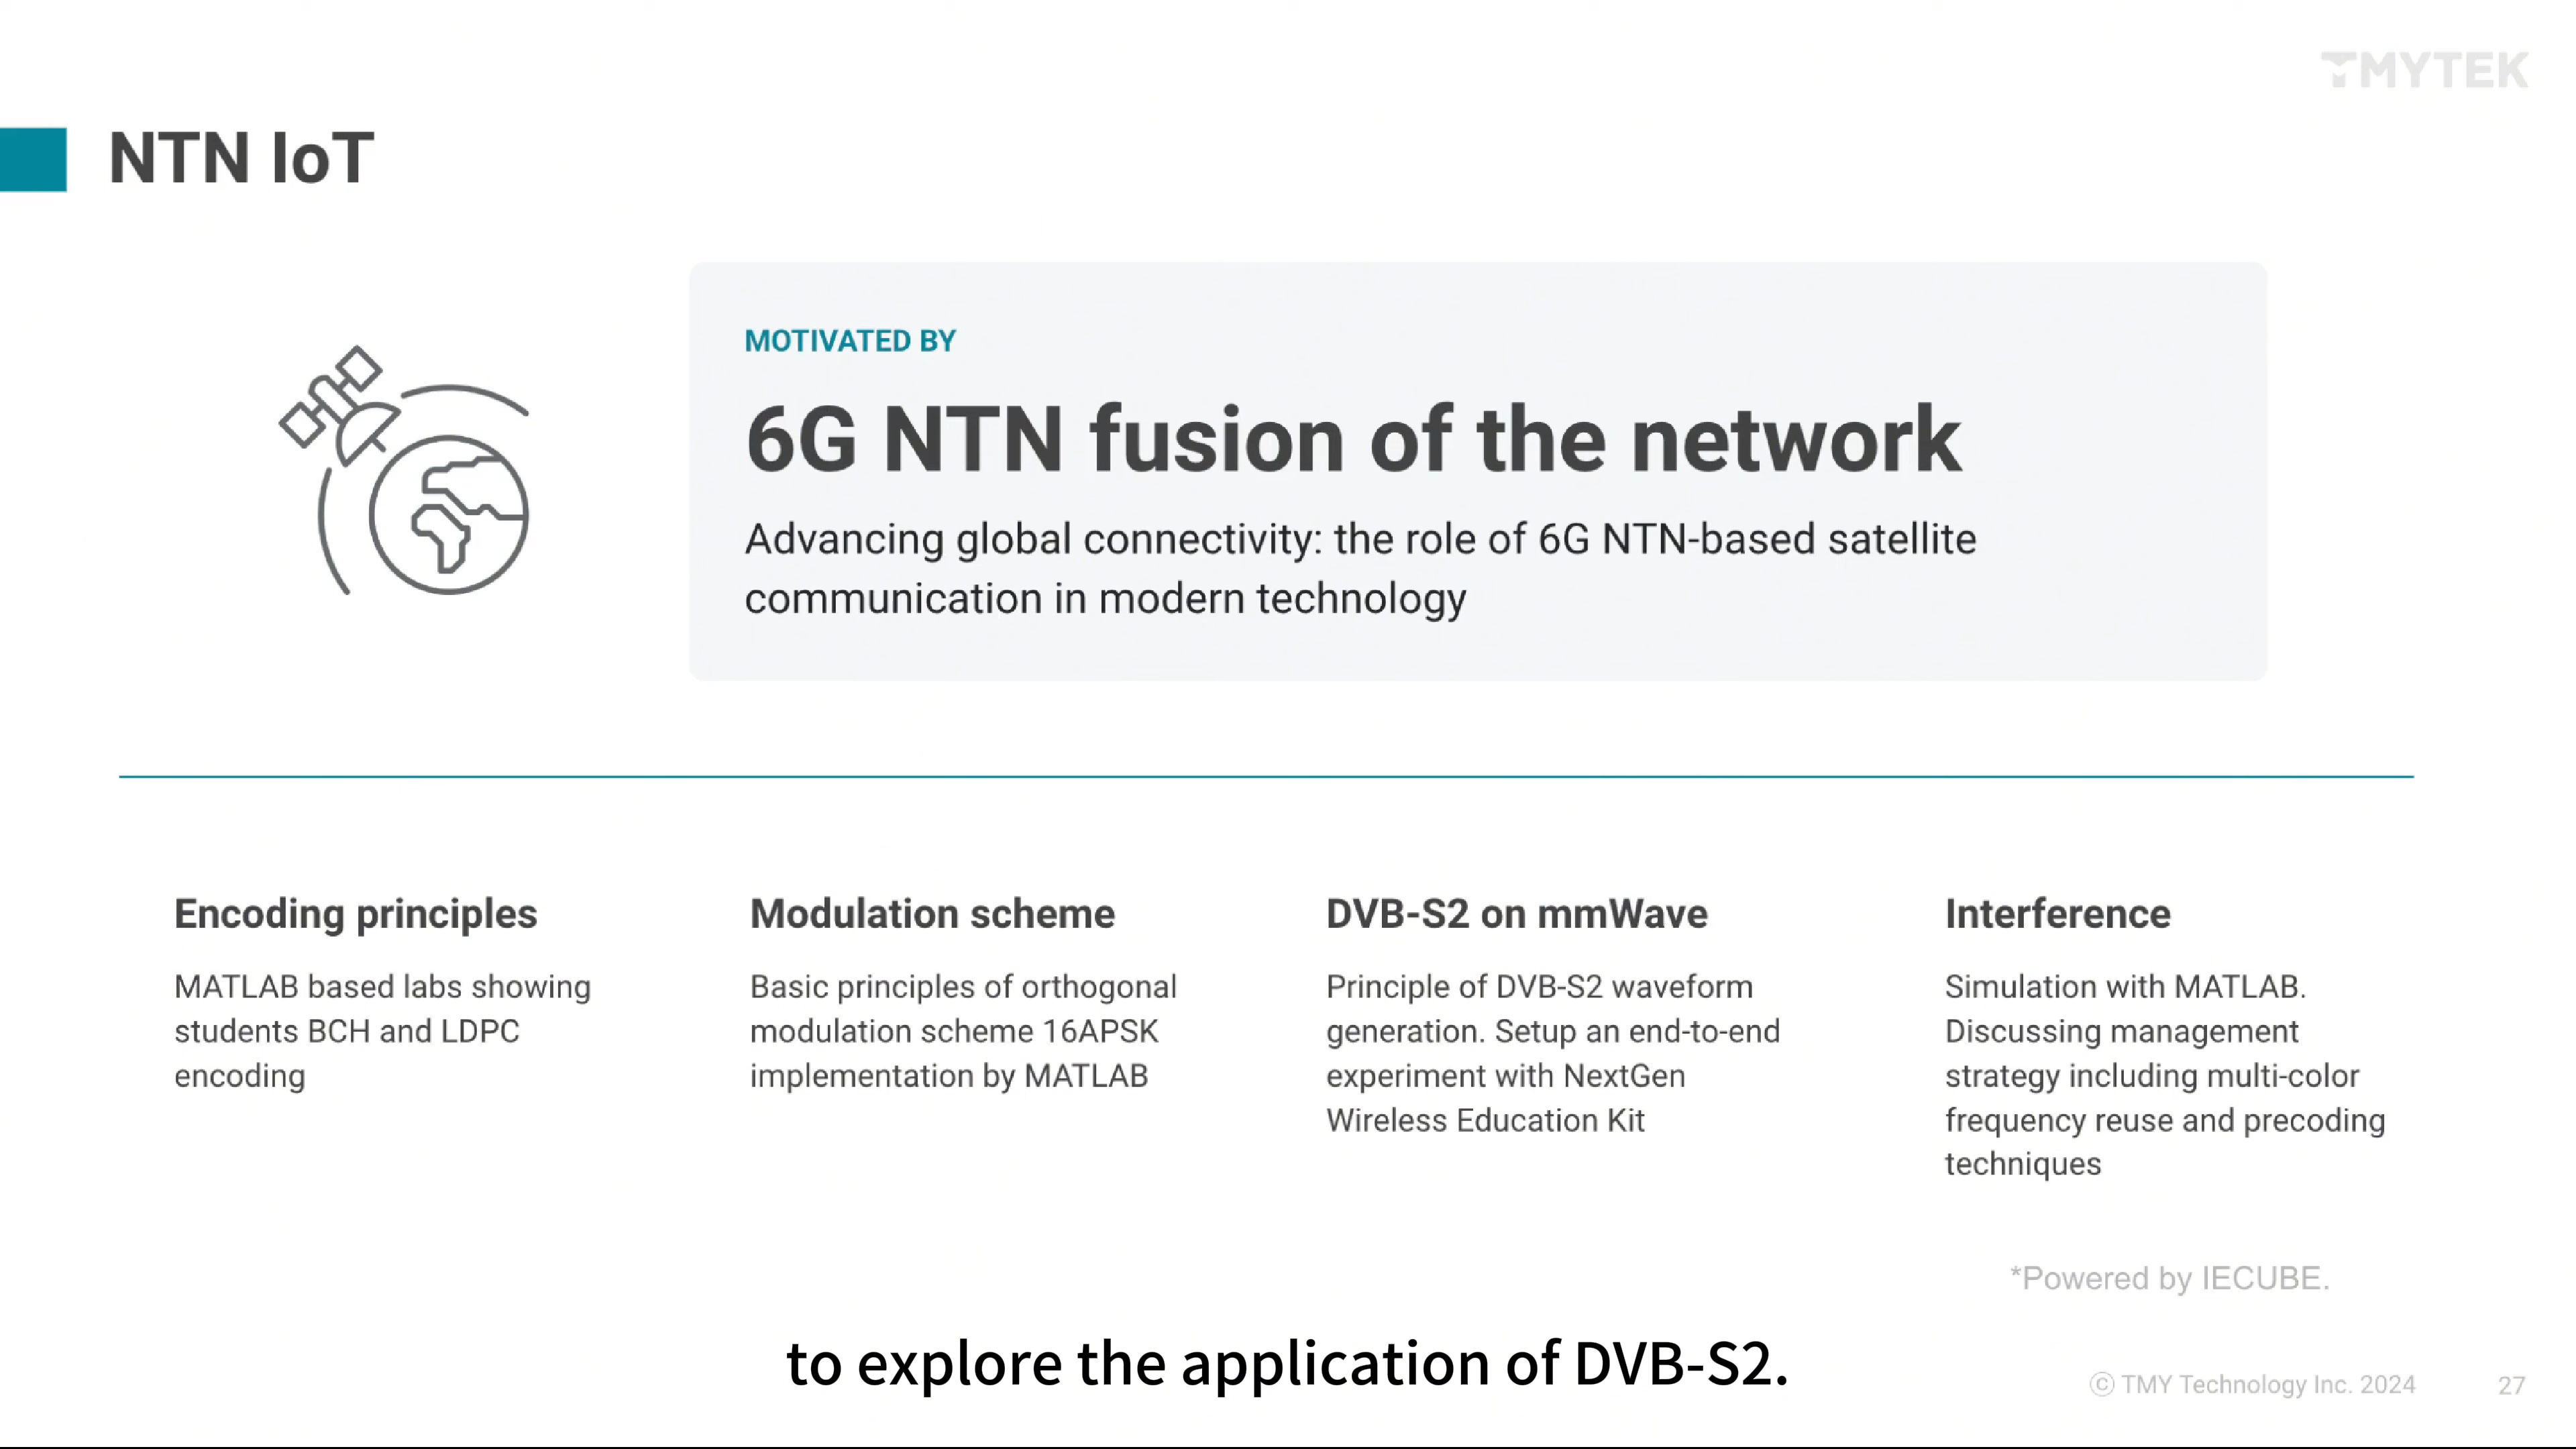 TMYTEK
NTN IoT
MOTIVATED BY
6G NTN fusion of the network
Advancing global connectivity: the role of 6G NTN-based satellite
communication in modern technology
Encoding principles
MATLAB based labs showing
students BCH and LDPC
encoding
Modulation scheme
Basic principles of orthogonal
modulation scheme 16APSK
implementation by MATLAB
DVB-S2 on mmWave
Principle of DVB-S2 waveform
generation. Setup an end-to-end
experiment with NextGen
Wireless Education Kit
Interference
Simulation with MATLAB.
Discussing management
strategy including multi-color
frequency reuse and precoding
techniques
*Powered by IECUBE.
to explore the application of DVB-S2.
ⓒ TMY Technology Inc. 2024
27